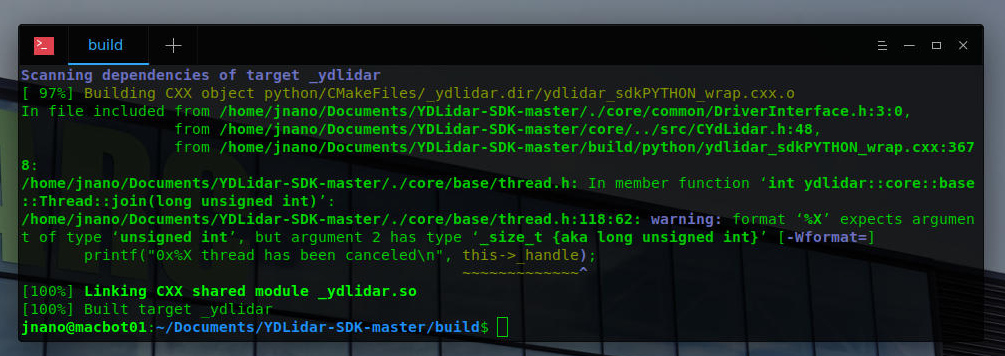 build
Scanning dependencies of target _ydlidar
[ 97%] Building CXX object python/CMakeFiles/_ydlidar.dir/ydlidar_sdkPYTHON_wrap.cxx.o
In file included from /home/jnano/Documents/YDLidar-SDK-master/./core/common/DriverInterface.h:3:0,
                 from /home/jnano/Documents/YDLidar-SDK-master/core/../src/CYdLidar.h:48,
                 from /home/jnano/Documents/YDLidar-SDK-master/build/python/ydlidar_sdkPYTHON_wrap.cxx:367
8:
/home/jnano/Documents/YDLidar-SDK-master/./core/base/thread.h: In member function ‘int ydlidar::core::base
::Thread::join(long unsigned int)’:
/home/jnano/Documents/YDLidar-SDK-master/./core/base/thread.h:118:62: warning: format ‘%X’ expects argumen
t of type ‘unsigned int’, but argument 2 has type ‘_size_t {aka long unsigned int}’ [-Wformat=]
       printf("0x%X thread has been canceled\n", this->_handle);
                                                 ~~~~~~~~~~~~~^
[100%] Linking CXX shared module _ydlidar.so
[100%] Built target _ydlidar
jnano@macbot01:~/Documents/YDLidar-SDK-master/build$